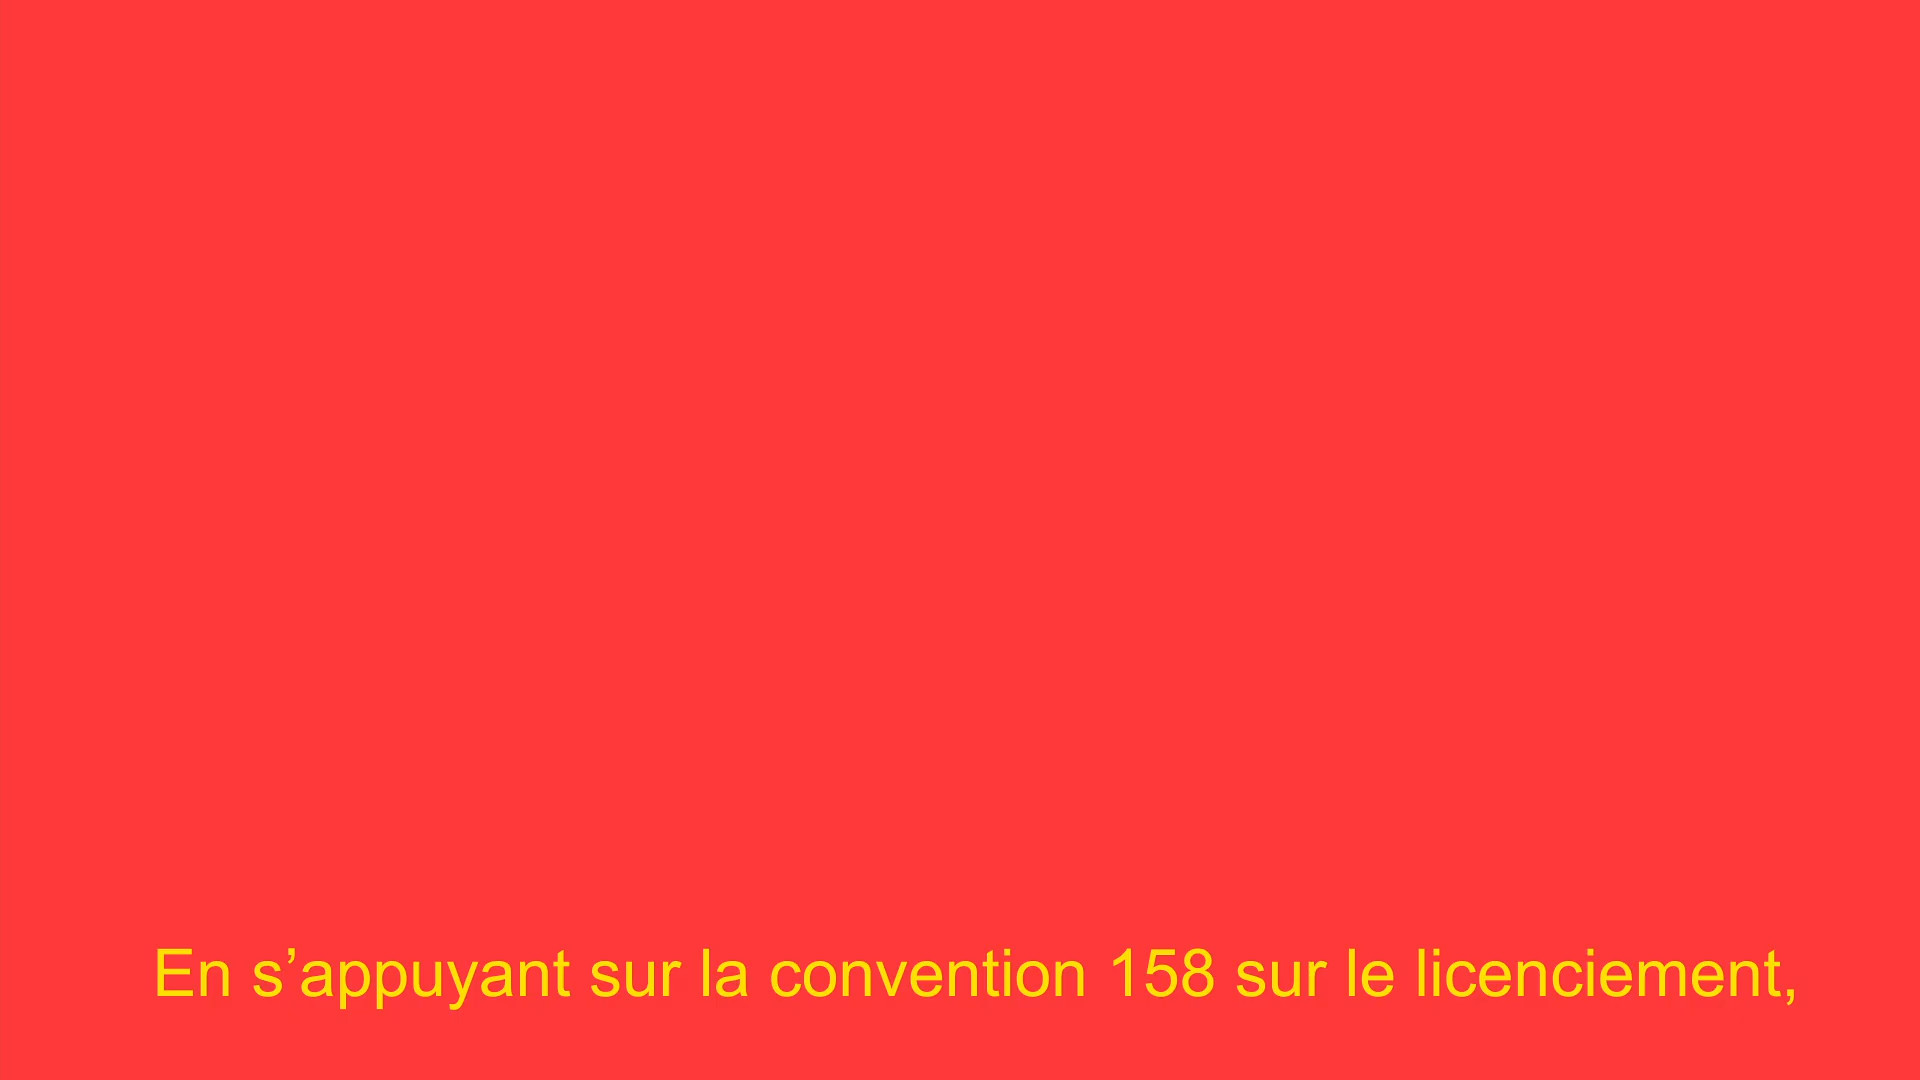 En s’appuyant sur la convention 158 sur le licenciement,